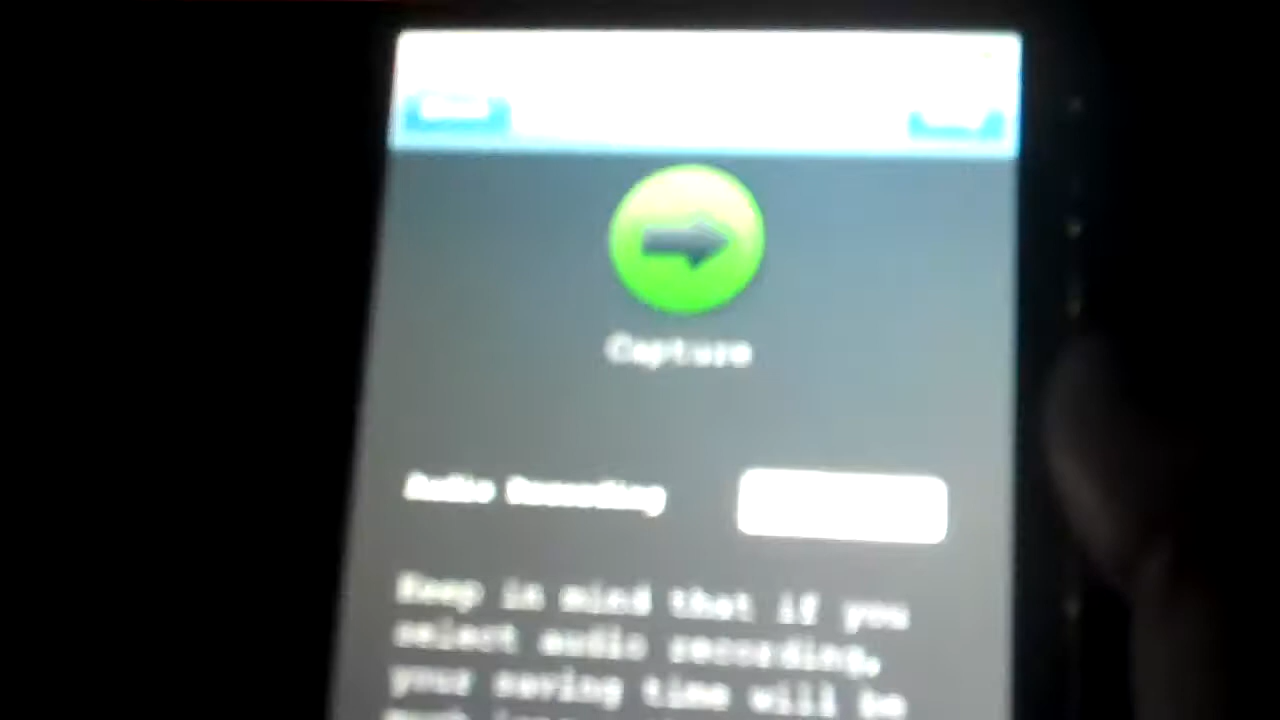 Capture
Audio Recording
Keep in mind that if you
select audio recording,
your saving time will be